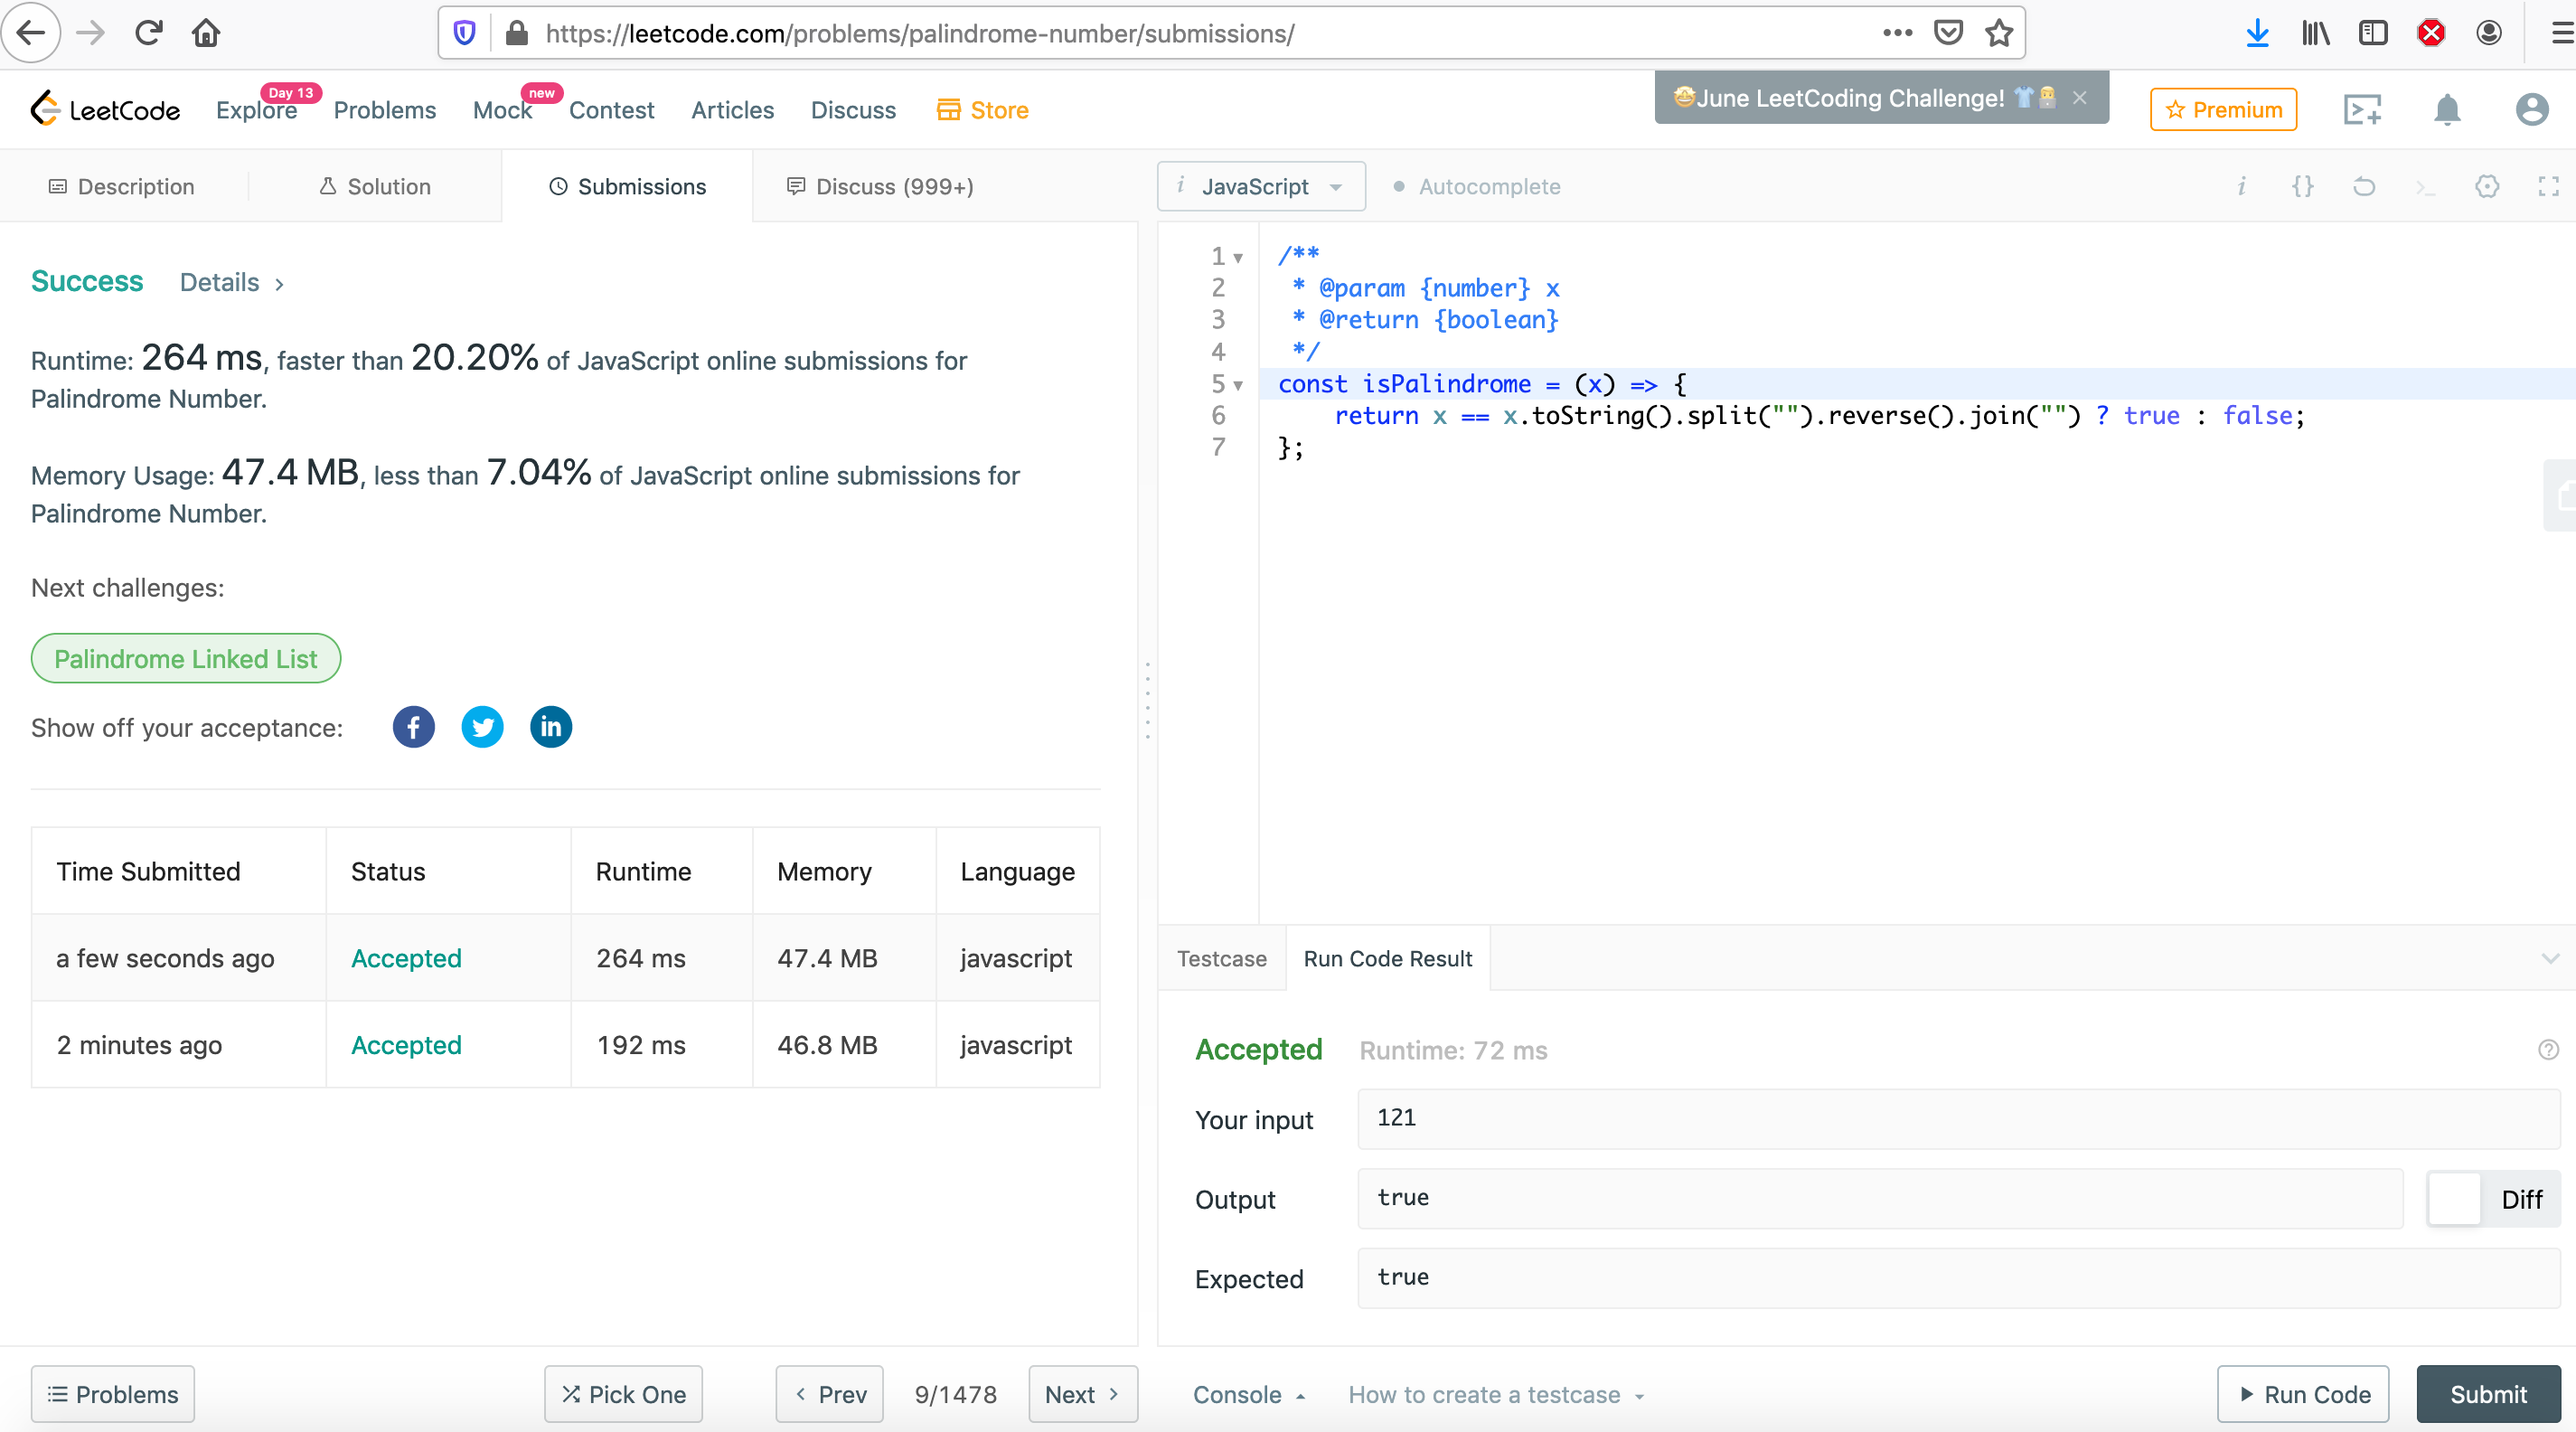 https://leetcode.com/problems/palindrome-number/submissions/
LeetCode
Explore
Day 13
Problems
Mock
new
Contest
Articles
Discuss
Store
🤩June LeetCoding Challenge! 👕👨‍💻
Premium
Description
Solution
Submissions
Discuss (999+)
i JavaScript
Autocomplete
Success Details
Runtime: 264 ms, faster than 20.20% of JavaScript online submissions for
Palindrome Number.
Memory Usage: 47.4 MB, less than 7.04% of JavaScript online submissions for
Palindrome Number.
Next challenges:
Palindrome Linked List
Show off your acceptance:
Time Submitted Status Runtime Memory Language
a few seconds ago Accepted 264 ms 47.4 MB javascript
2 minutes ago Accepted 192 ms 46.8 MB javascript
1 /**
2  * @param {number} x
3  * @return {boolean}
4  */
5 const isPalindrome = (x) => {
6     return x == x.toString().split("").reverse().join("") ? true : false;
7 };
Testcase
Run Code Result
Accepted Runtime: 72 ms
Your input 121
Output true
Diff
Expected true
Problems
Pick One
Prev
9/1478
Next
Console
How to create a testcase
Run Code
Submit